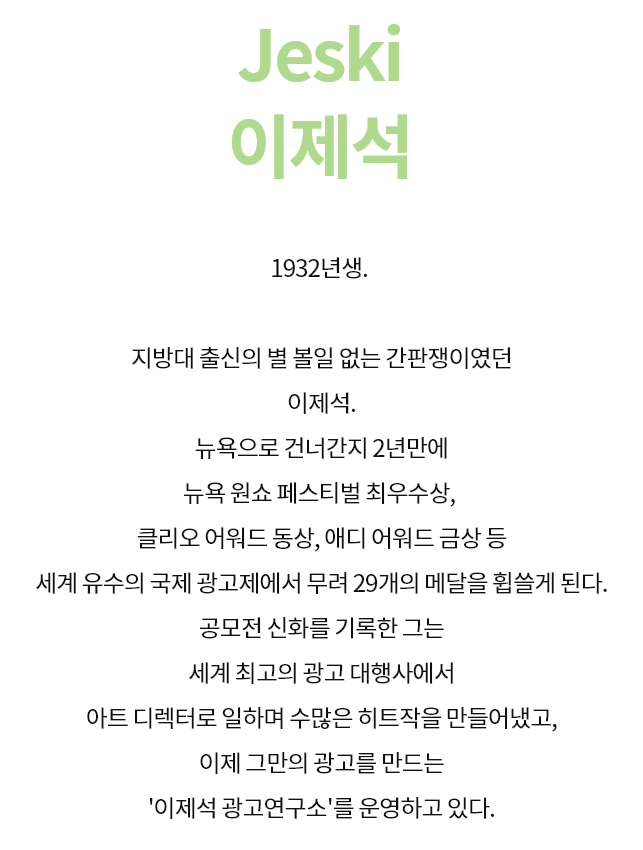 Jeski
이제석
1932년생.
지방대 출신의 별 볼일 없는 간판쟁이였던
이제석.
뉴욕으로 건너간지 2년만에
뉴욕 원쇼 페스티벌 최우수상,
클리오 어워드 동상, 애디 어워드 금상 등
세계 유수의 국제 광고제에서 무려 29개의 메달을 휩쓸게 된다.
공모전 신화를 기록한 그는
세계 최고의 광고 대행사에서
아트 디렉터로 일하며 수많은 히트작을 만들어냈고,
이제 그만의 광고를 만드는
'이제석 광고연구소'를 운영하고 있다.